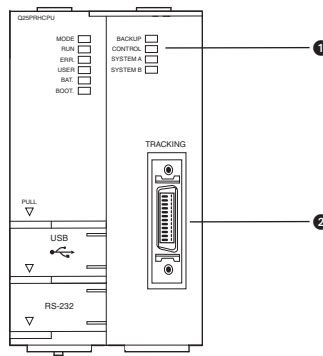 Q25PRHCPU
MODE
RUN
ERR.
USER
BAT.
BOOT.
BACKUP
CONTROL
SYSTEM A
SYSTEM B
1
TRACKING
2
PULL
USB
RS-232